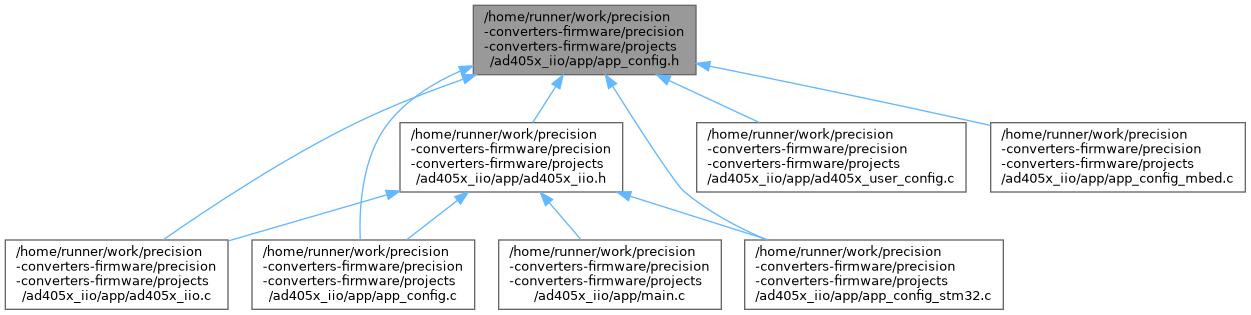 /home/runner/work/precision
-converters-firmware/precision
-converters-firmware/projects
/ad405x_iio/app/app_config.h
/home/runner/work/precision
-converters-firmware/precision
-converters-firmware/projects
/ad405x_iio/app/ad405x_iio.h
/home/runner/work/precision
-converters-firmware/precision
-converters-firmware/projects
/ad405x_iio/app/ad405x_user_config.c
/home/runner/work/precision
-converters-firmware/precision
-converters-firmware/projects
/ad405x_iio/app/app_config_mbed.c
/home/runner/work/precision
-converters-firmware/precision
-converters-firmware/projects
/ad405x_iio/app/ad405x_iio.c
/home/runner/work/precision
-converters-firmware/precision
-converters-firmware/projects
/ad405x_iio/app/app_config.c
/home/runner/work/precision
-converters-firmware/precision
-converters-firmware/projects
/ad405x_iio/app/main.c
/home/runner/work/precision
-converters-firmware/precision
-converters-firmware/projects
/ad405x_iio/app/app_config_stm32.c